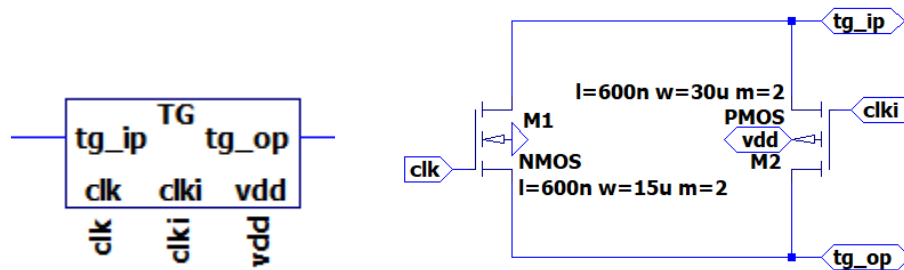 TG
tg_ip tg_op
clk clki vdd
clk clki vdd
tg_ip
l=600n w=30u m=2
M1
PMOS
clki
vdd
clk
NMOS
M2
l=600n w=15u m=2
tg_op